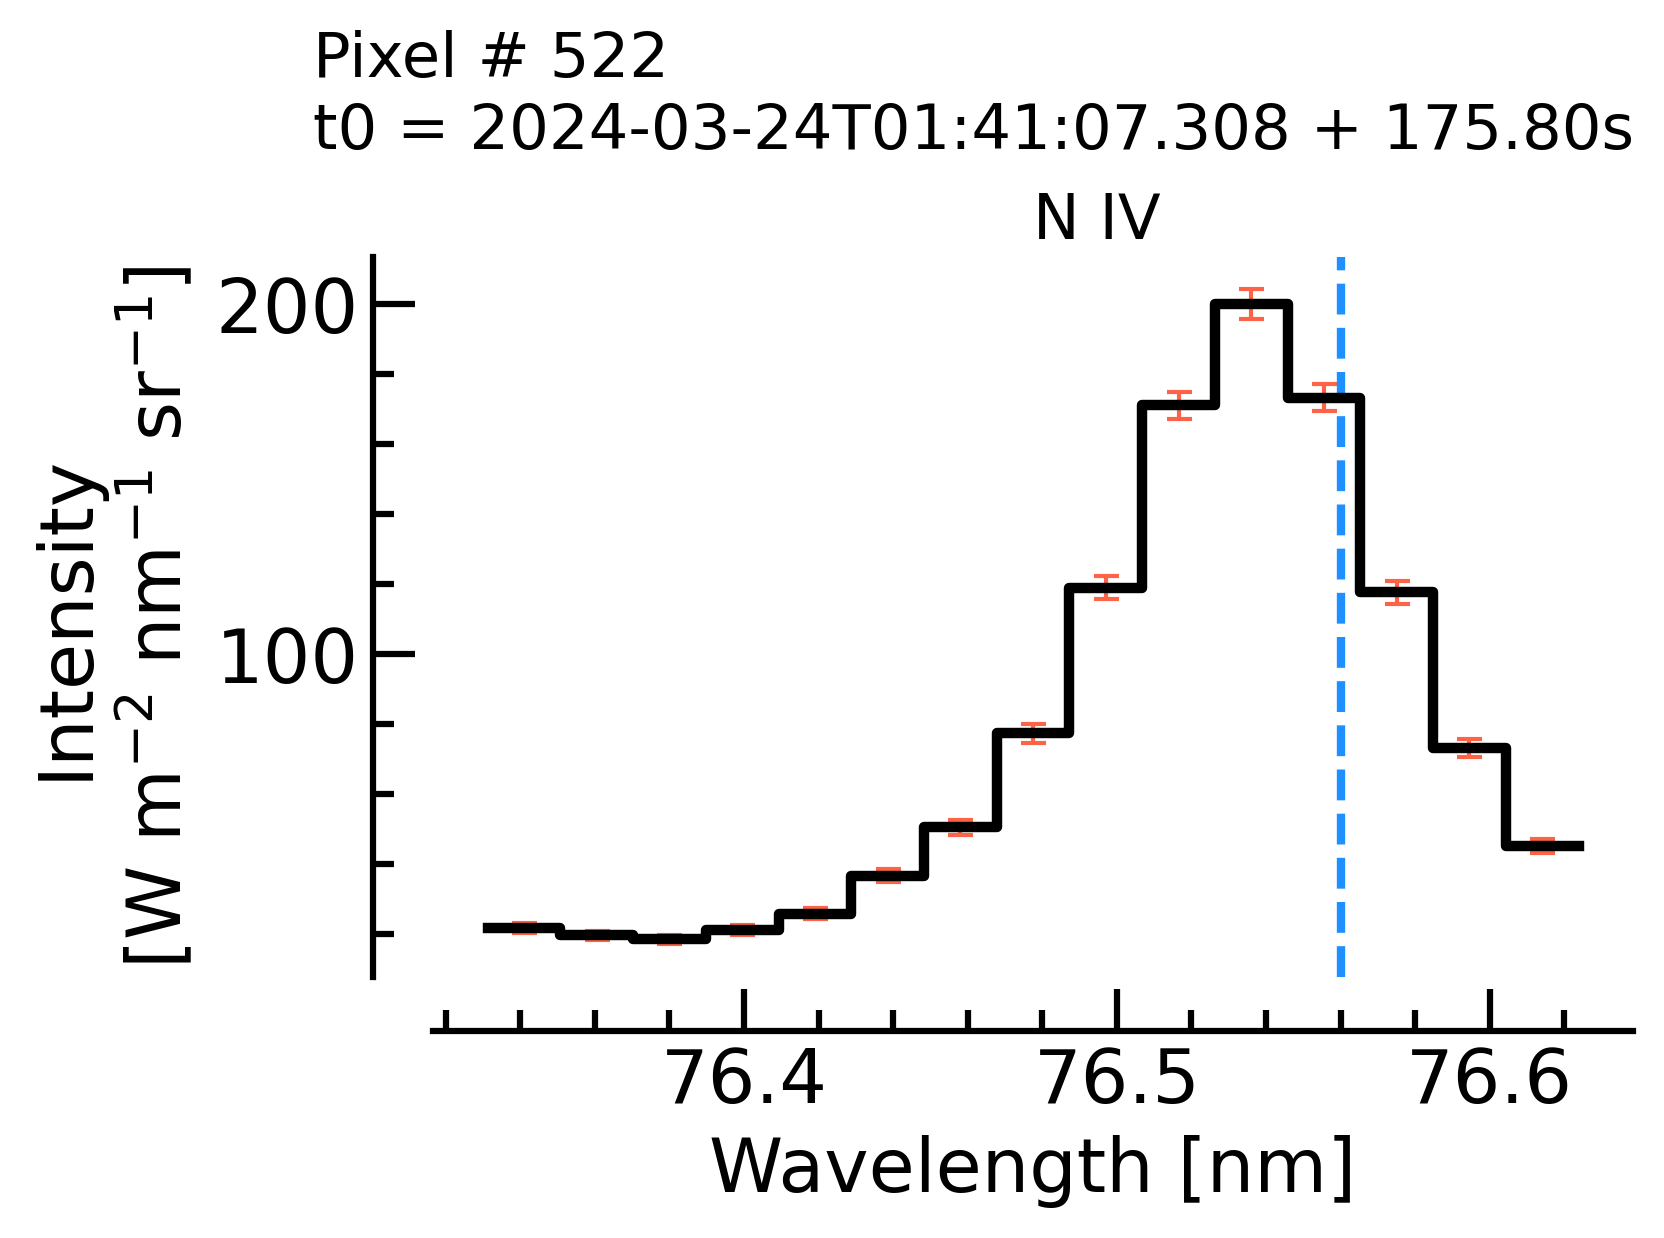 Pixel # 522
t0 = 2024-03-24T01:41:07.308 + 175.80s
N IV
Intensity
[W m⁻² nm⁻¹ sr⁻¹]
200
100
76.4 76.5 76.6
Wavelength [nm]